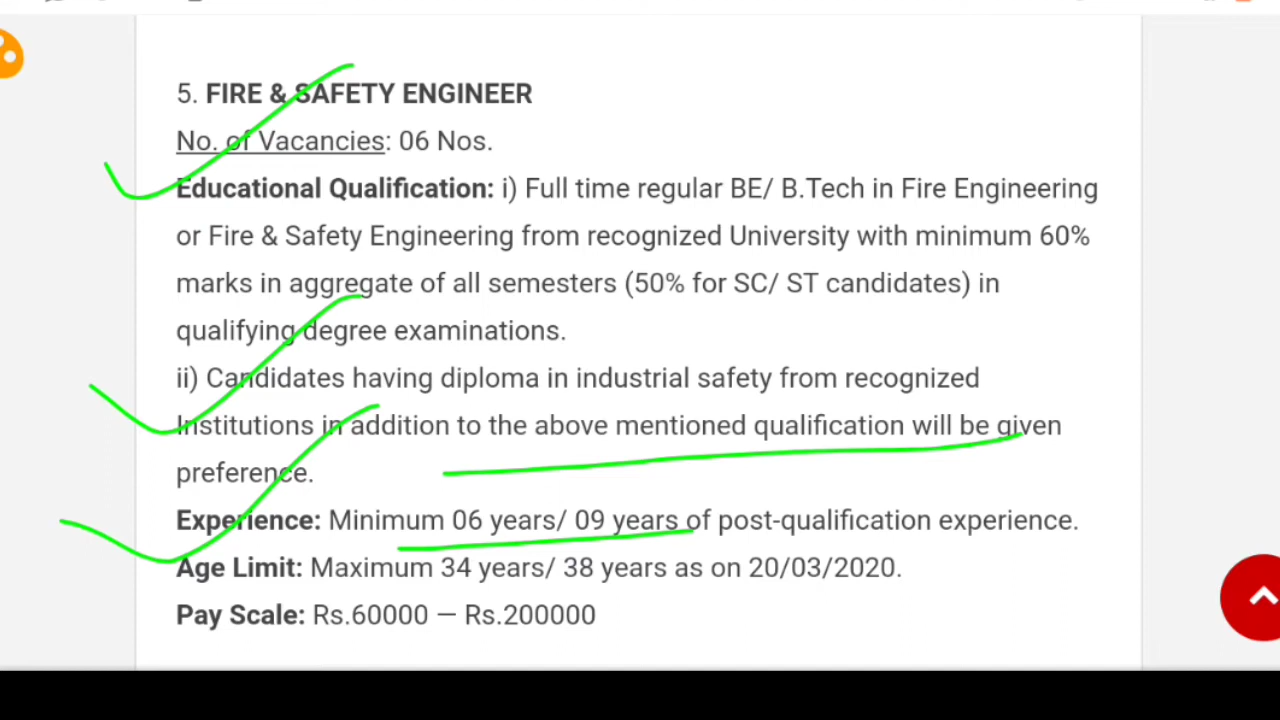 5. FIRE & SAFETY ENGINEER
No. of Vacancies: 06 Nos.
Educational Qualification: i) Full time regular BE/ B.Tech in Fire Engineering
or Fire & Safety Engineering from recognized University with minimum 60%
marks in aggregate of all semesters (50% for SC/ ST candidates) in
qualifying degree examinations.
ii) Candidates having diploma in industrial safety from recognized
Institutions in addition to the above mentioned qualification will be given
preference.
Experience: Minimum 06 years/ 09 years of post-qualification experience.
Age Limit: Maximum 34 years/ 38 years as on 20/03/2020.
Pay Scale: Rs.60000 — Rs.200000